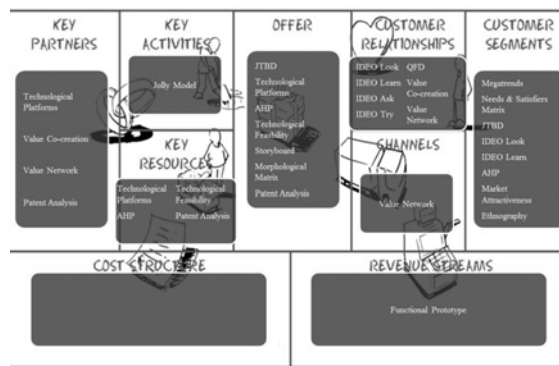 KEY
PARTNERS
Technological
Platforms
Value Co-creation
Value Network
Patent Analysis
KEY
ACTIVITIES
Jolly Model
KEY
RESOURCES
Technological
Platforms
AHP
Technological
Feasibility
Patent Analysis
OFFER
JTBD
Technological
Platforms
AHP
Technological
Feasibility
Storyboard
Morphological
Matrix
Patent Analysis
CUSTOMER
RELATIONSHIPS
IDEO Look
IDEO Learn
IDEO Ask
IDEO Try
QFD
Value
Co-creation
Value
Network
CHANNELS
Value Network
CUSTOMER
SEGMENTS
Megatrends
Needs & Satisfiers
Matrix
JTBD
IDEO Look
IDEO Learn
AHP
Market
Attractiveness
Ethnography
COST STRUCTURE
REVENUE STREAMS
Functional Prototype